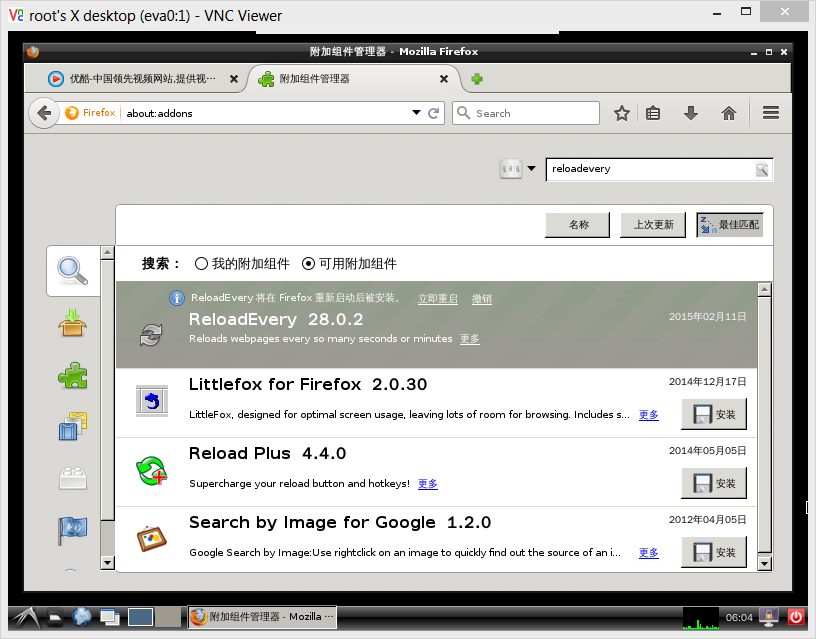 root's X desktop (eva0:1) - VNC Viewer
附加组件管理器 - Mozilla Firefox
优酷-中国领先视频网站,提供视⋯
附加组件管理器
Firefox
about:addons
Search
reloadevery
名称
上次更新
最佳匹配
搜索：
我的附加组件
可用附加组件
ReloadEvery 将在 Firefox 重新启动后被安装。 立即重启 撤销
ReloadEvery 28.0.2
2015年02月11日
Reloads webpages every so many seconds or minutes 更多
Littlefox for Firefox 2.0.30
2014年12月17日
LittleFox, designed for optimal screen usage, leaving lots of room for browsing. Includes s... 更多
安装
Reload Plus 4.4.0
2014年05月05日
Supercharge your reload button and hotkeys! 更多
安装
Search by Image for Google 1.2.0
2012年04月05日
Google Search by Image:Use rightclick on an image to quickly find out the source of an i... 更多
安装
附加组件管理器 - Mozilla ⋯
06:04